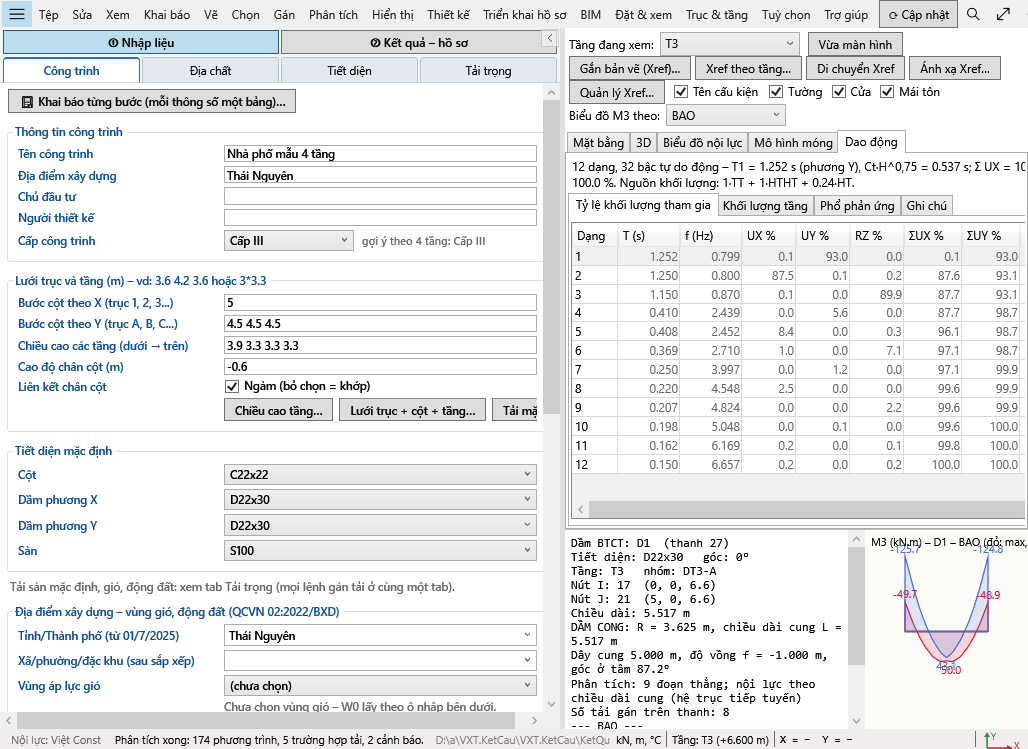 Tệp Sửa Xem Khai báo Vẽ Chọn Gán Phân tích Hiển thị Thiết kế Triển khai hồ sơ BIM Đặt & xem Trục & tầng Tuỳ chọn Trợ giúp ⟳ Cập nhật
① Nhập liệu
② Kết quả – hồ sơ
Công trình Địa chất Tiết diện Tải trọng
Khai báo từng bước (mỗi thông số một bảng)...
Thông tin công trình
Tên công trình Nhà phố mẫu 4 tầng
Địa điểm xây dựng Thái Nguyên
Chủ đầu tư
Người thiết kế
Cấp công trình Cấp III gợi ý theo 4 tầng: Cấp III
Lưới trục và tầng (m) – vd: 3.6 4.2 3.6 hoặc 3*3.3
Bước cột theo X (trục 1, 2, 3...) 5
Bước cột theo Y (trục A, B, C...) 4.5 4.5 4.5
Chiều cao các tầng (dưới → trên) 3.9 3.3 3.3 3.3
Cao độ chân cột (m) -0.6
Liên kết chân cột Ngàm (bỏ chọn = khớp)
Chiều cao tầng... Lưới trục + cột + tầng... Tải mặ
Tiết diện mặc định
Cột C22x22
Dầm phương X D22x30
Dầm phương Y D22x30
Sàn S100
Tải sàn mặc định, gió, động đất: xem tab Tải trọng (mọi lệnh gán tải ở cùng một tab).
Địa điểm xây dựng – vùng gió, động đất (QCVN 02:2022/BXD)
Tỉnh/Thành phố (từ 01/7/2025) Thái Nguyên
Xã/phường/đặc khu (sau sắp xếp)
Vùng áp lực gió (chưa chọn)
Chưa chọn vùng gió – W0 lấy theo ô nhập bên dưới.
Tầng đang xem: T3 Vừa màn hình
Gắn bản vẽ (Xref)... Xref theo tầng... Di chuyển Xref Ánh xạ Xref...
Quản lý Xref... Tên cấu kiện Tường Cửa Mái tôn
Biểu đồ M3 theo: BAO
Mặt bằng 3D Biểu đồ nội lực Mô hình móng Dao động
12 dạng, 32 bậc tự do động – T1 = 1.252 s (phương Y), Ct·H^0,75 = 0.537 s; Σ UX = 10
100.0 %. Nguồn khối lượng: 1·TT + 1·HTHT + 0.24·HT.
Tỷ lệ khối lượng tham gia Khối lượng tầng Phổ phản ứng Ghi chú
Dạng T (s) f (Hz) UX % UY % RZ % ΣUX % ΣUY %
1 1.252 0.799 0.1 93.0 0.0 0.1 93.0
2 1.250 0.800 87.5 0.1 0.2 87.6 93.1
3 1.150 0.870 0.1 0.0 89.9 87.7 93.1
4 0.410 2.439 0.0 5.6 0.0 87.7 98.7
5 0.408 2.452 8.4 0.0 0.3 96.1 98.7
6 0.369 2.710 1.0 0.0 7.1 97.1 98.7
7 0.250 3.997 0.0 1.2 0.0 97.1 99.9
8 0.220 4.548 2.5 0.0 0.0 99.6 99.9
9 0.207 4.824 0.0 0.0 2.2 99.6 99.9
10 0.198 5.048 0.0 0.1 0.0 99.6 100.0
11 0.162 6.169 0.2 0.0 0.1 99.8 100.0
12 0.150 6.657 0.2 0.0 0.0 100.0 100.0
Dầm BTCT: D1 (thanh 27)
Tiết diện: D22x30 góc: 0°
Tầng: T3 nhóm: DT3-A
Nút I: 17 (0, 0, 6.6)
Nút J: 21 (5, 0, 6.6)
Chiều dài: 5.517 m
DẦM CONG: R = 3.625 m, chiều dài cung L =
5.517 m
Dây cung 5.000 m, độ vồng f = -1.000 m,
góc ở tâm 87.2°
Phân tích: 9 đoạn thẳng; nội lực theo
chiều dài cung (hệ trục tiếp tuyến)
Số tải gán trên thanh: 8
--- BAO ---
M3 (kN.m) – D1 – BAO (đỏ: max,
-125.7 -124.8
-49.7 -48.9
43.1
50.0
Nội lực: Việt Const Phân tích xong: 174 phương trình, 5 trường hợp tải, 2 cảnh báo. D:\a\VXT.KetCau\VXT.KetCau\KetQu kN, m, °C Tầng: T3 (+6.600 m) X = – Y = –
Y
X